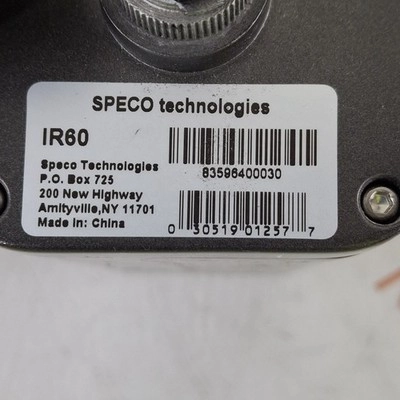 SPECO technologies
IR60
83596400030
Speco Technologies
P.O. Box 725
200 New Highway
Amityville,NY 11701
Made in: China
0 30519 01257 7